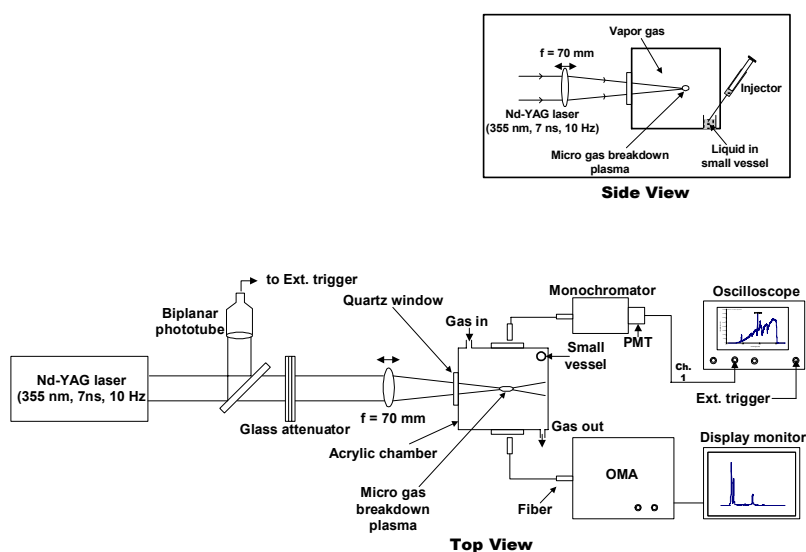 Vapor gas
f = 70 mm
Injector
Nd-YAG laser
(355 nm, 7 ns, 10 Hz)
Micro gas breakdown
plasma
Liquid in
small vessel
Side View
to Ext. trigger
Biplanar
phototube
Quartz window
Gas in
Monochromator
Oscilloscope
PMT
Small
vessel
Ch.
1
Ext. trigger
Nd-YAG laser
(355 nm, 7ns, 10 Hz
f = 70 mm
Glass attenuator
Acrylic chamber
Gas out
Display monitor
OMA
Micro gas
breakdown
plasma
Fiber
Top View